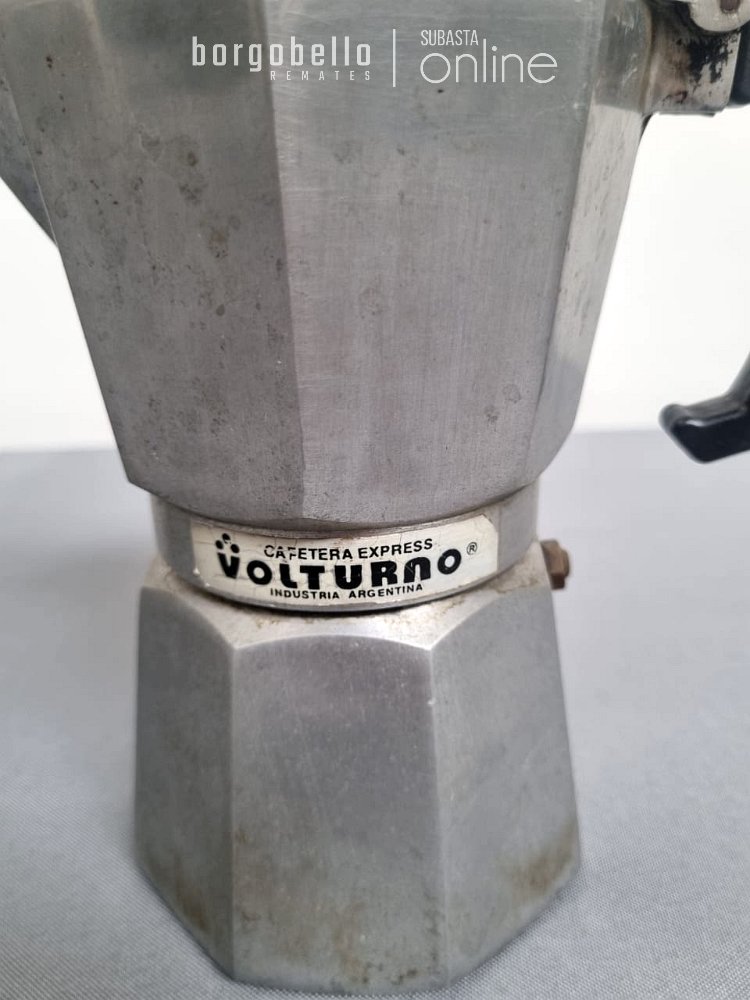 borgobello
REMATES
SUBASTA
online
CAFETERA EXPRESS
VOLTURNO®
INDUSTRIA ARGENTINA